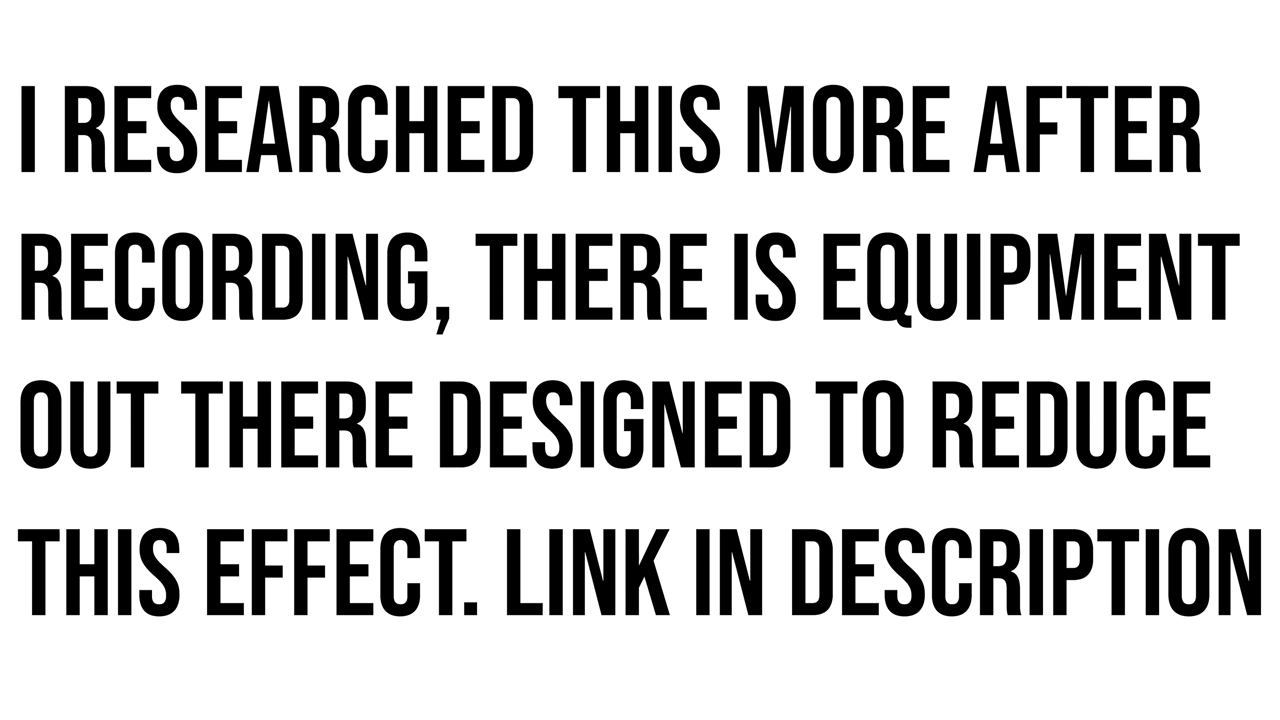 I RESEARCHED THIS MORE AFTER
RECORDING, THERE IS EQUIPMENT
OUT THERE DESIGNED TO REDUCE
THIS EFFECT. LINK IN DESCRIPTION